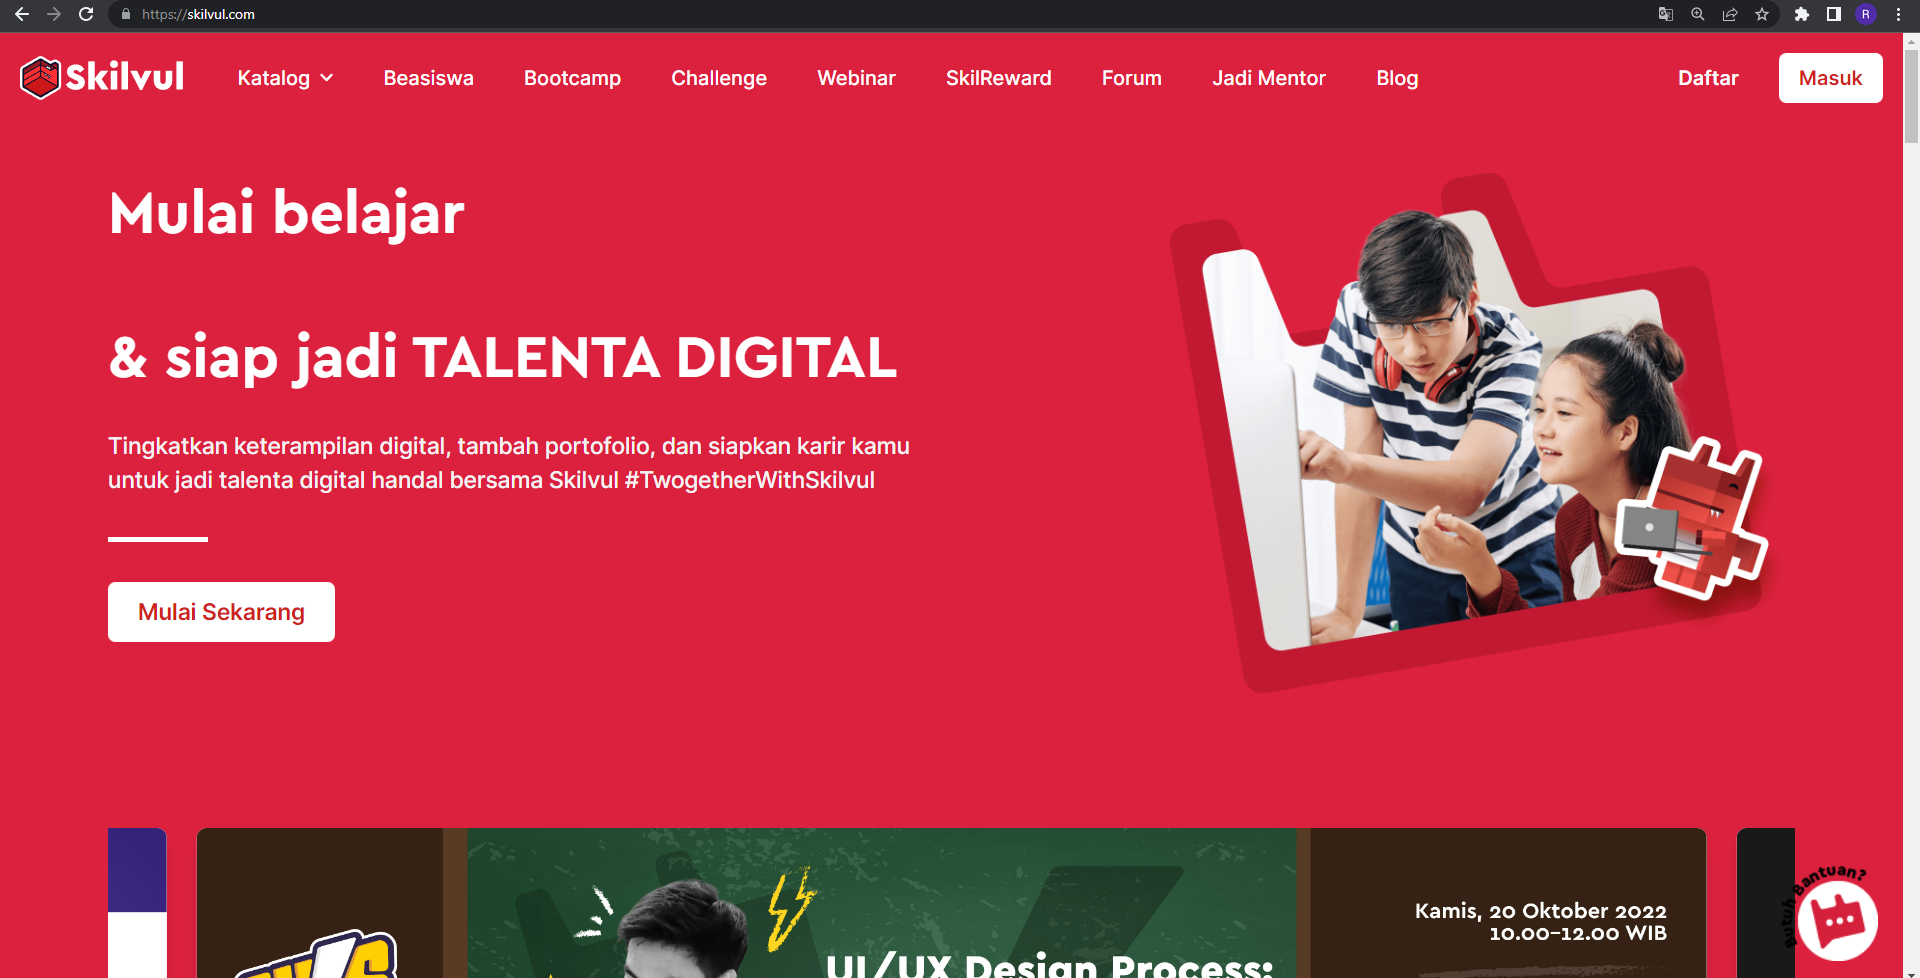 https://skilvul.com
R
Skilvul
Katalog
Beasiswa
Bootcamp
Challenge
Webinar
SkilReward
Forum
Jadi Mentor
Blog
Daftar
Masuk
Mulai belajar
& siap jadi TALENTA DIGITAL
Tingkatkan keterampilan digital, tambah portofolio, dan siapkan karir kamu
untuk jadi talenta digital handal bersama Skilvul #TwogetherWithSkilvul
Mulai Sekarang
Kamis, 20 Oktober 2022
10.00-12.00 WIB
UI/UX Design Process:
Butuh Bantuan?